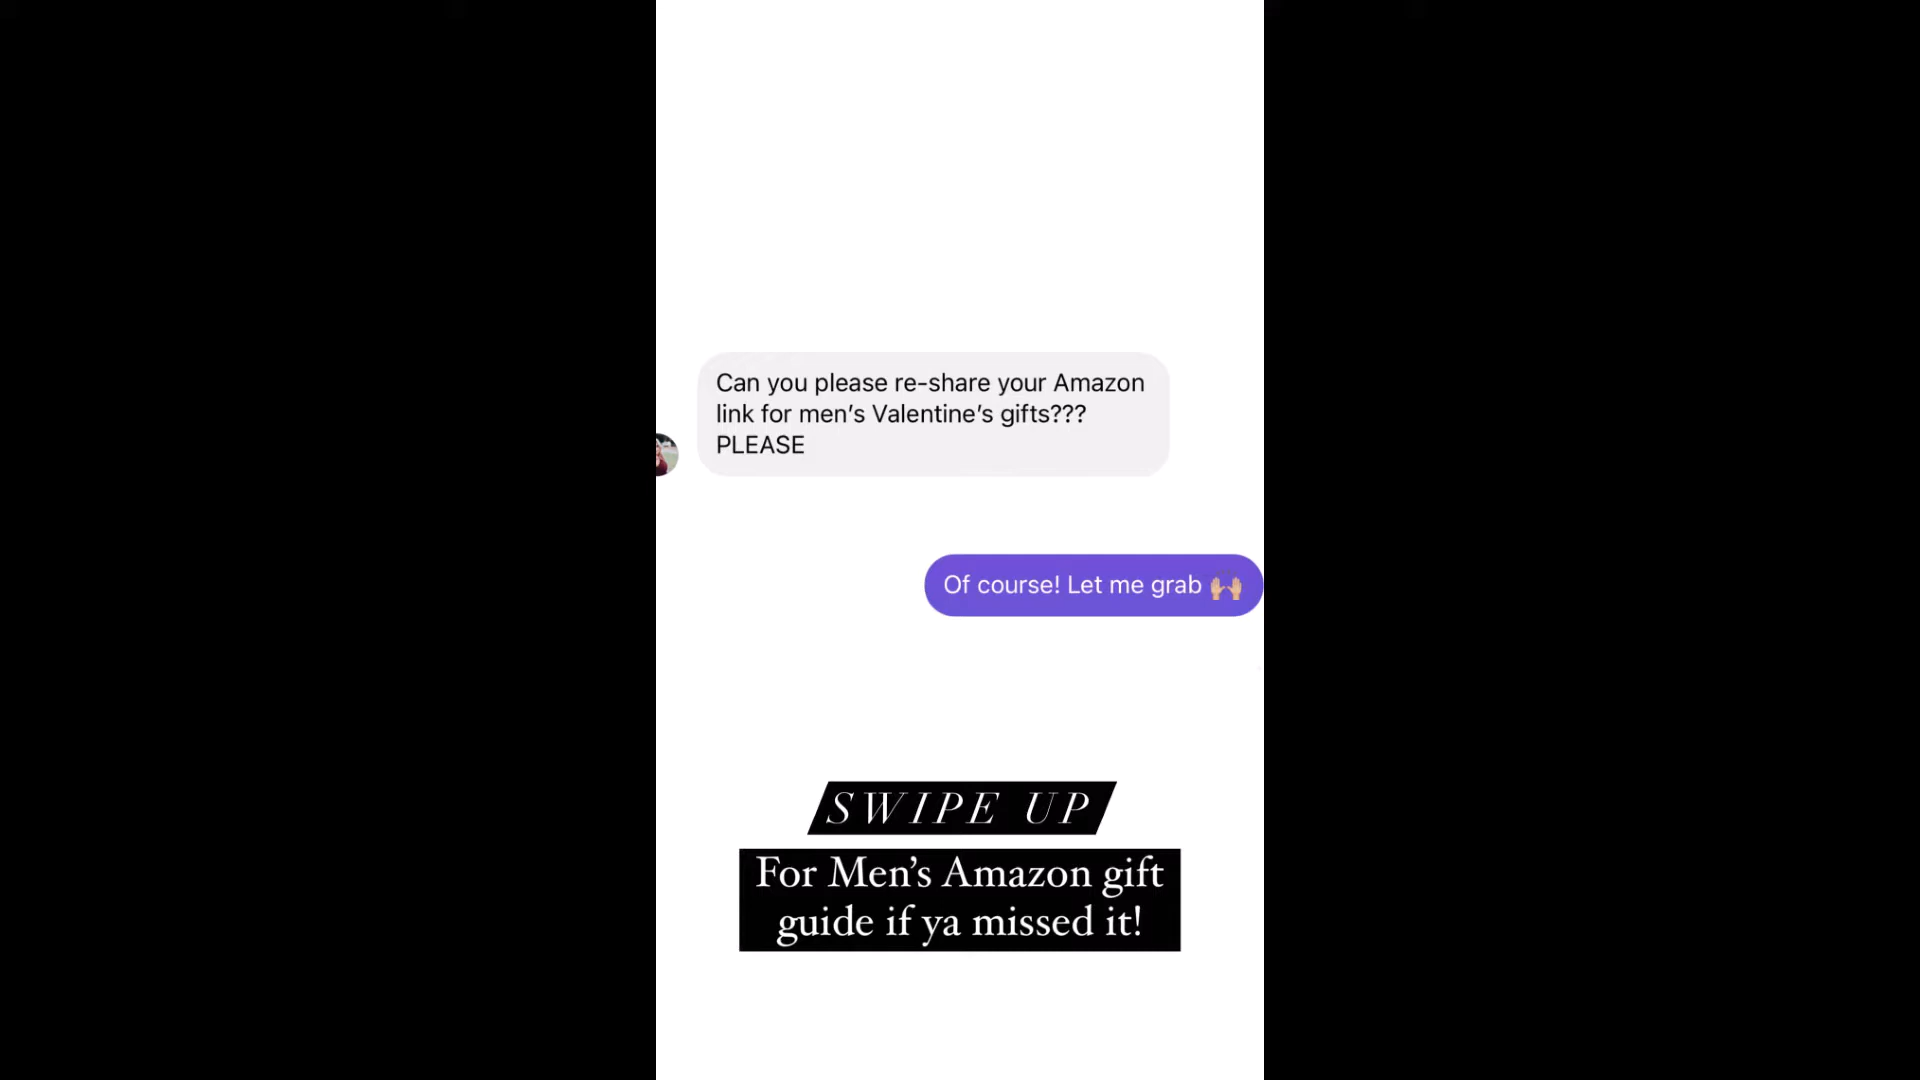 Can you please re-share your Amazon
link for men's Valentine's gifts???
PLEASE
Of course! Let me grab 🙌🏼
SWIPE UP
For Men's Amazon gift
guide if ya missed it!